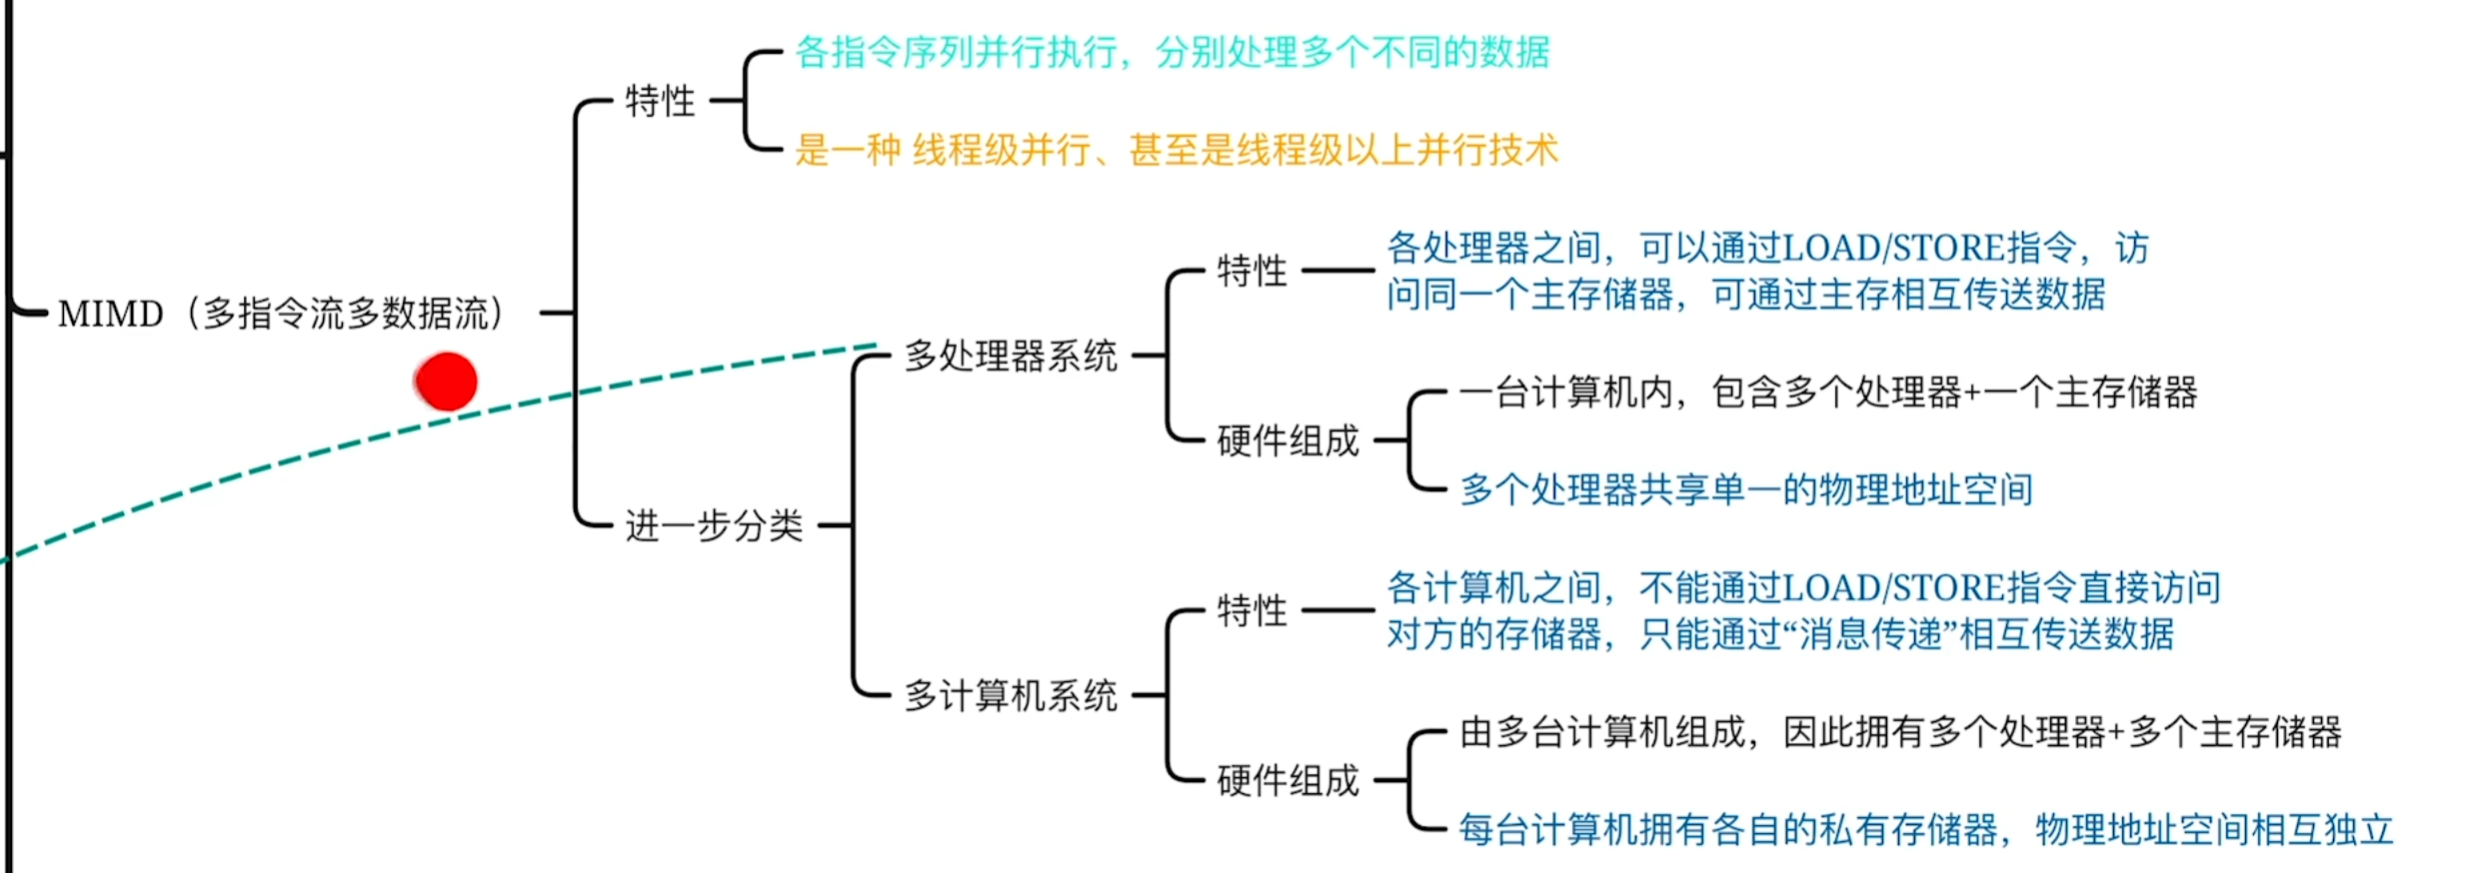 各指令序列并行执行，分别处理多个不同的数据
特性
是一种 线程级并行、甚至是线程级以上并行技术
MIMD（多指令流多数据流）
各处理器之间，可以通过LOAD/STORE指令，访
问同一个主存储器，可通过主存相互传送数据
特性
多处理器系统
一台计算机内，包含多个处理器+一个主存储器
硬件组成
多个处理器共享单一的物理地址空间
进一步分类
各计算机之间，不能通过LOAD/STORE指令直接访问
对方的存储器，只能通过“消息传递”相互传送数据
特性
多计算机系统
由多台计算机组成，因此拥有多个处理器+多个主存储器
硬件组成
每台计算机拥有各自的私有存储器，物理地址空间相互独立